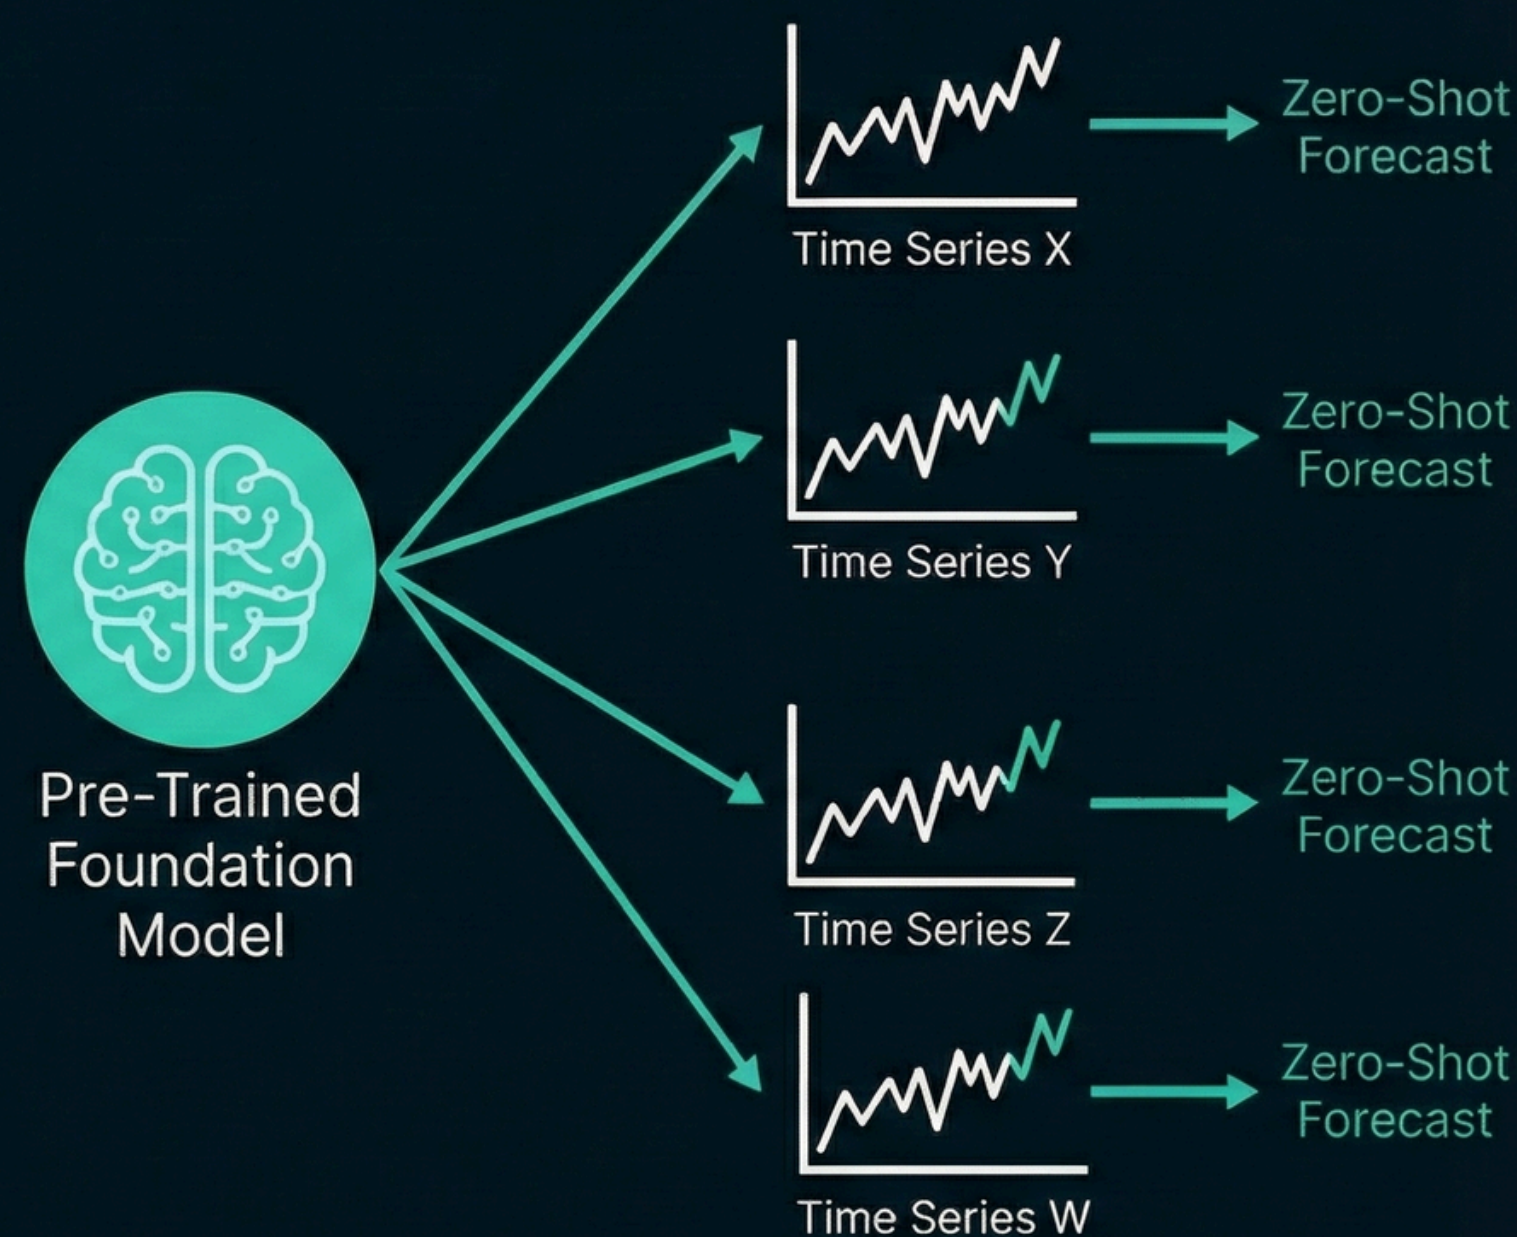 Pre-Trained
Foundation
Model
Time Series X
Zero-Shot
Forecast
Time Series Y
Zero-Shot
Forecast
Time Series Z
Zero-Shot
Forecast
Time Series W
Zero-Shot
Forecast